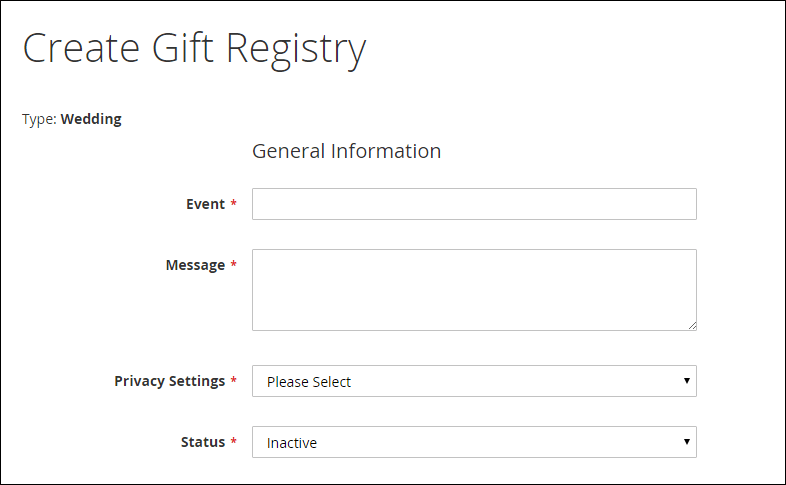 Create Gift Registry
Type: Wedding
General Information
Event *
Message *
Privacy Settings * Please Select
Status * Inactive